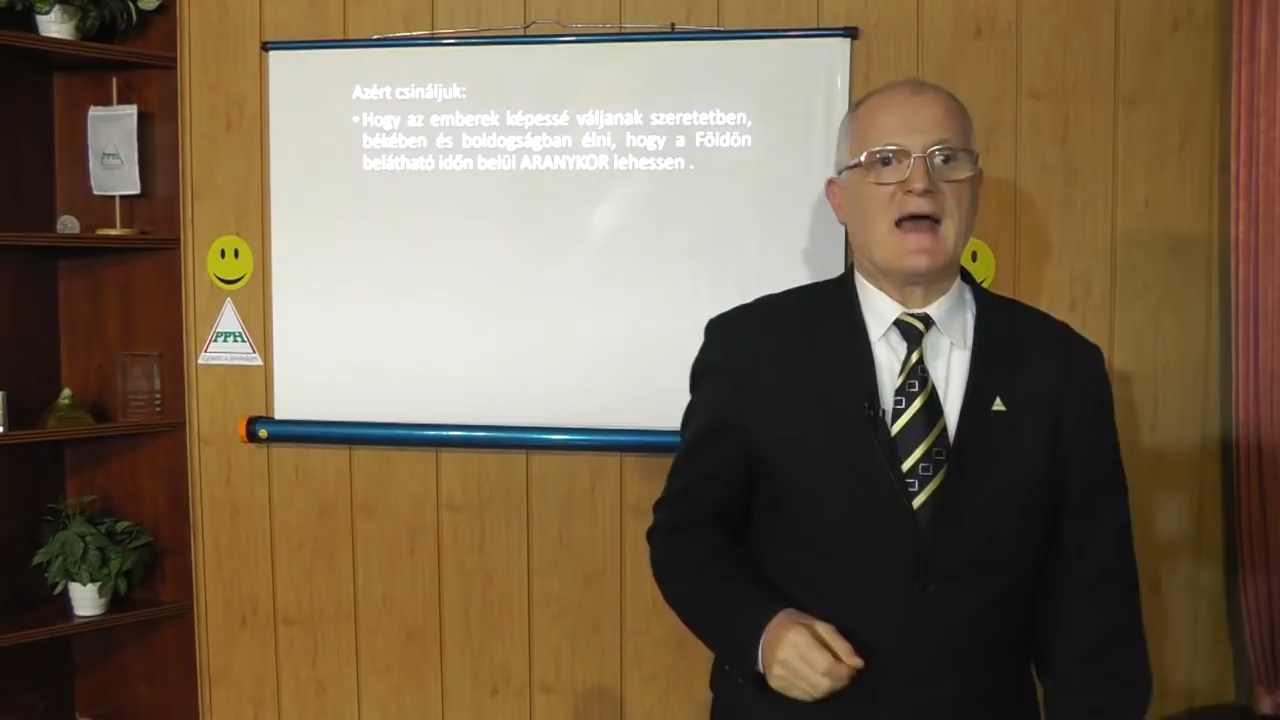 Azért csináljuk:
• Hogy az emberek képessé váljanak szeretetben,
békében és boldogságban élni, hogy a Földön
belátható időn belül ARANYKOR lehessen .
PPH
PPH